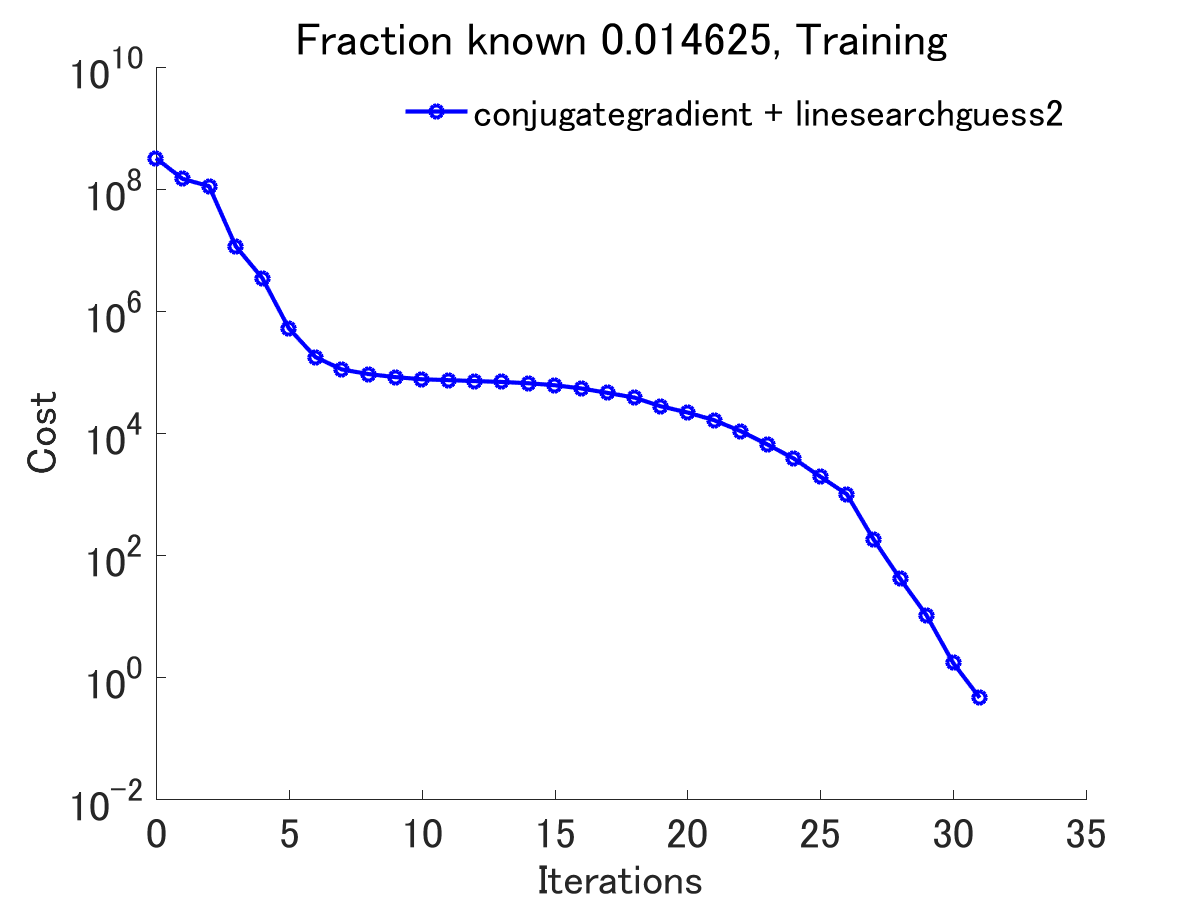 Fraction known 0.014625, Training
conjugategradient + linesearchguess2
10^10
10^8
10^6
10^4
10^2
10^0
10^-2
Cost
0 5 10 15 20 25 30 35
Iterations